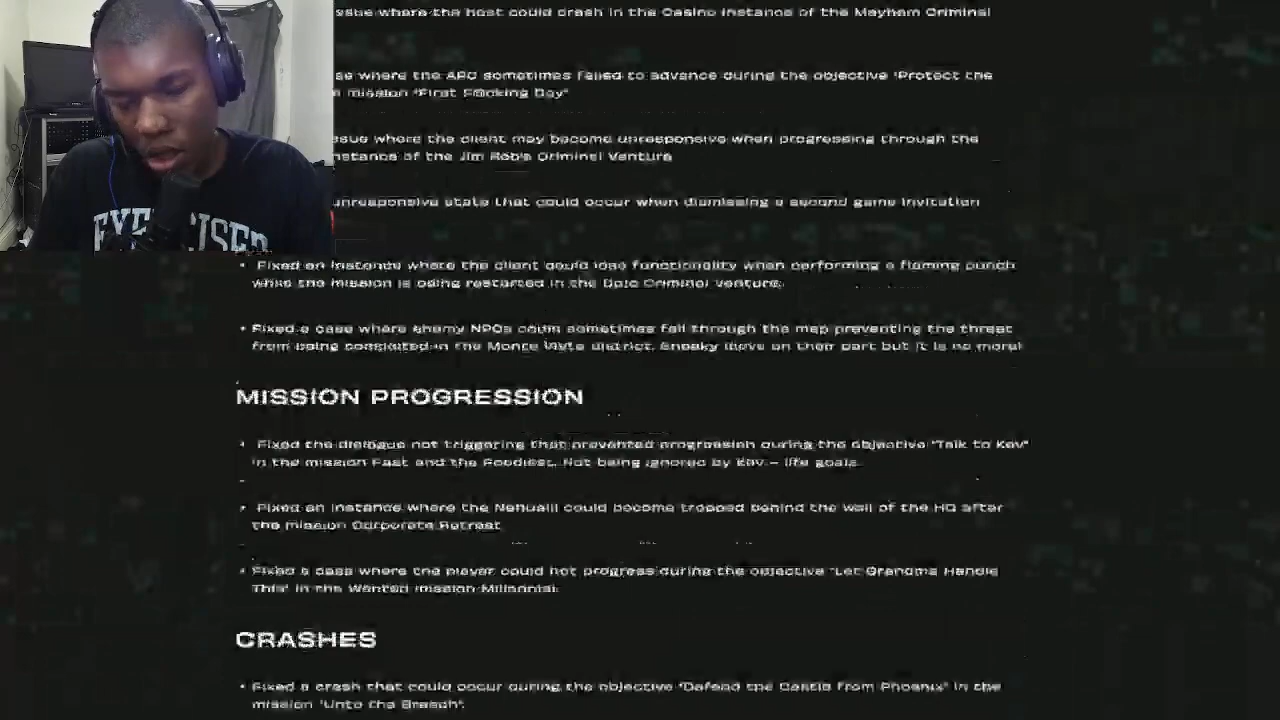 ssue where the host could crash in the Casino instance of the Mayhem Criminal
se where the APC sometimes failed to advance during the objective "Protect the
mission "First F@cking Day"
ssue where the client may become unresponsive when progressing through the
nstance of the Jim Rob's Criminal Venture
unresponsive state that could occur when dismissing a second game invitation
• Fixed an instance where the client could lose functionality when performing a flaming punch
while the mission is being restarted in the Criminal Venture.
• Fixed a case where enemy NPCs could sometimes fall through the map preventing the threat
from being completed in the Monte Vista district. Sneaky move on their part but it is no more!
MISSION PROGRESSION
• Fixed the dialogue not triggering that prevented progression during the objective "Talk to Kev"
in the mission Fast and the Foodiest. Not being ignored by Kev – life goals.
• Fixed an instance where the Nahualli could become trapped behind the wall of the HQ after
the mission Corporate Retreat
• Fixed a case where the player could not progress during the objective "Let Grandma Handle
This" in the Wanted mission Millennial.
CRASHES
• Fixed a crash that could occur during the objective "Defend the Castle from Phoenix" in the
mission "Unto the Breach".